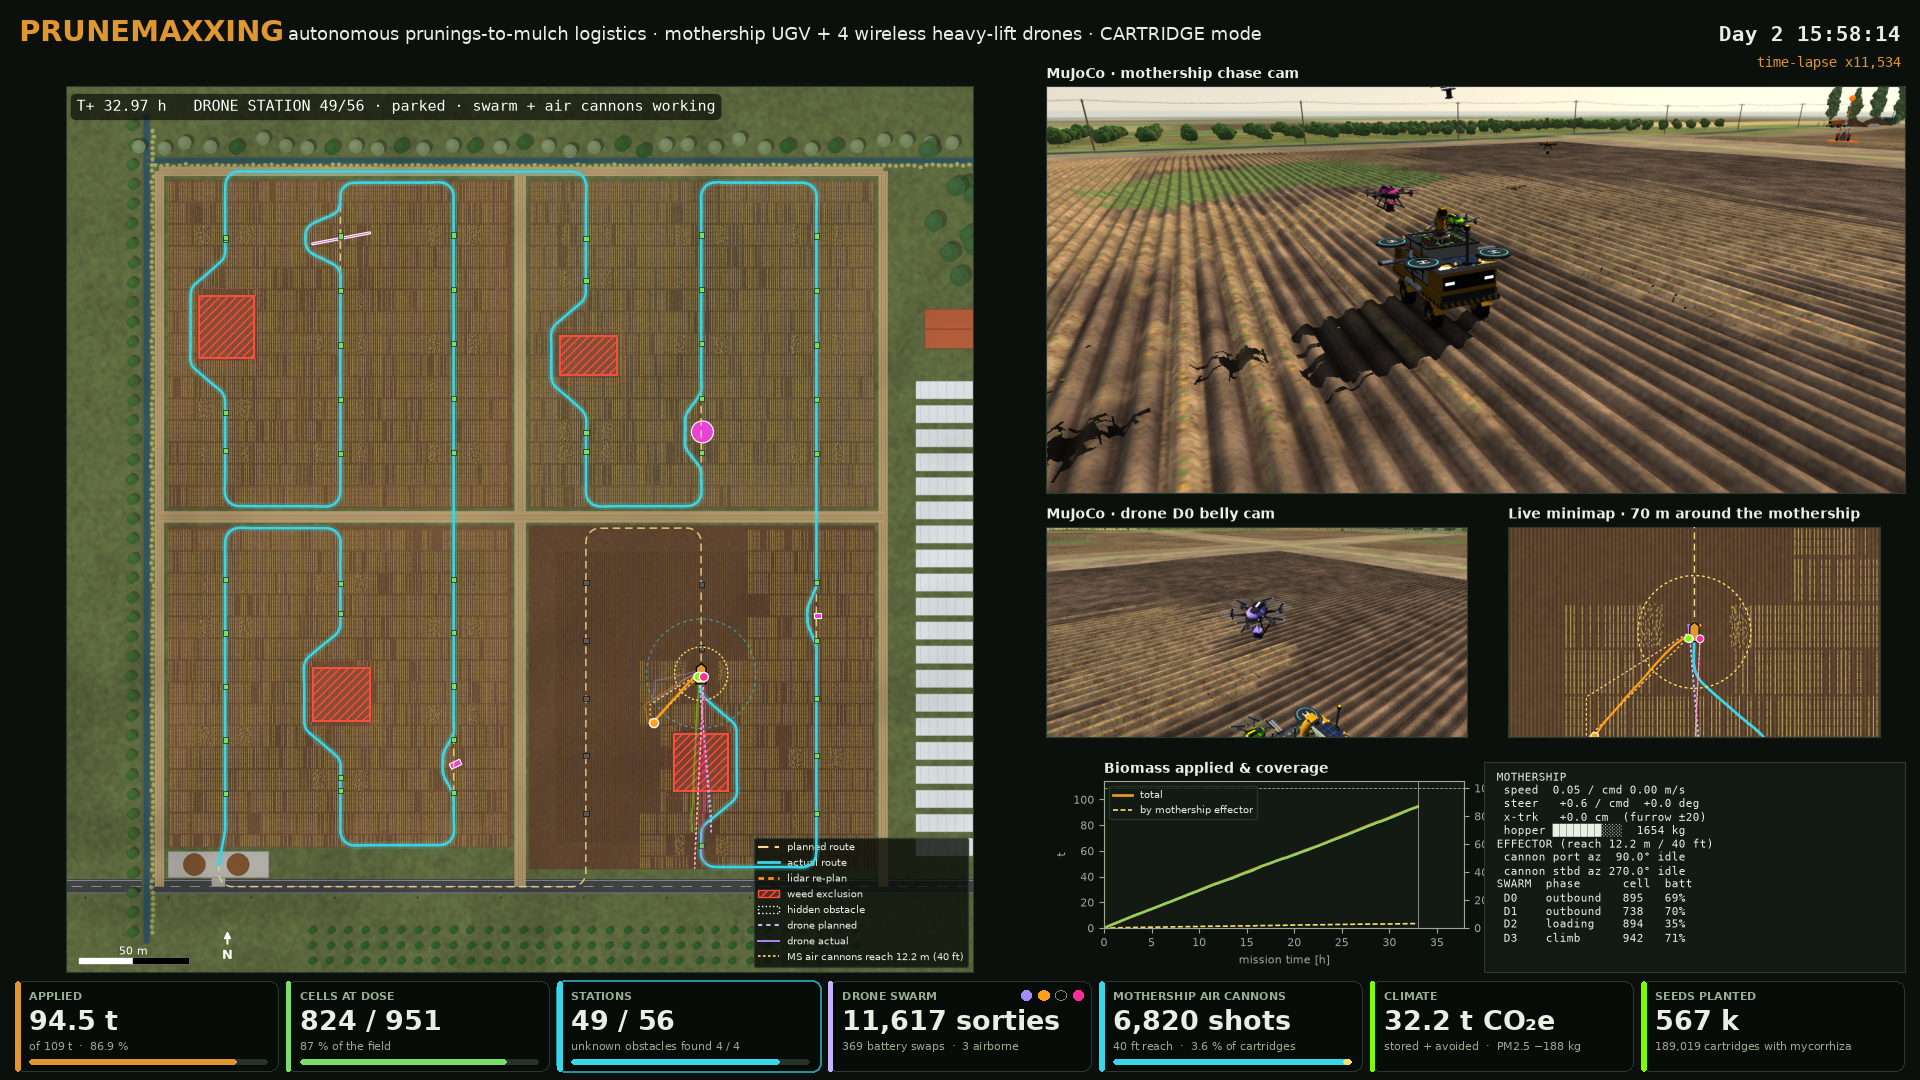 PRUNEMAXXING autonomous prunings-to-mulch logistics · mothership UGV + 4 wireless heavy-lift drones · CARTRIDGE mode
Day 2 15:58:14
time-lapse x11,534
T+ 32.97 h DRONE STATION 49/56 · parked · swarm + air cannons working
planned route
actual route
lidar re-plan
weed exclusion
hidden obstacle
drone planned
drone actual
MS air cannons reach 12.2 m (40 ft)
50 m
N
MuJoCo · mothership chase cam
MuJoCo · drone D0 belly cam
Live minimap · 70 m around the mothership
Biomass applied & coverage
total
by mothership effector
t
100
80
60
40
20
0
0 5 10 15 20 25 30 35
mission time [h]
MOTHERSHIP
speed 0.05 / cmd 0.00 m/s
steer +0.6 / cmd +0.0 deg
x-trk +0.0 cm (furrow ±20)
hopper 1654 kg
EFFECTOR (reach 12.2 m / 40 ft)
cannon port az 90.0° idle
cannon stbd az 270.0° idle
SWARM phase cell batt
D0 outbound 895 69%
D1 outbound 738 70%
D2 loading 894 35%
D3 climb 942 71%
APPLIED
94.5 t
of 109 t · 86.9 %
CELLS AT DOSE
824 / 951
87 % of the field
STATIONS
49 / 56
unknown obstacles found 4 / 4
DRONE SWARM
11,617 sorties
369 battery swaps · 3 airborne
MOTHERSHIP AIR CANNONS
6,820 shots
40 ft reach · 3.6 % of cartridges
CLIMATE
32.2 t CO₂e
stored + avoided · PM2.5 −188 kg
SEEDS PLANTED
567 k
189,019 cartridges with mycorrhiza